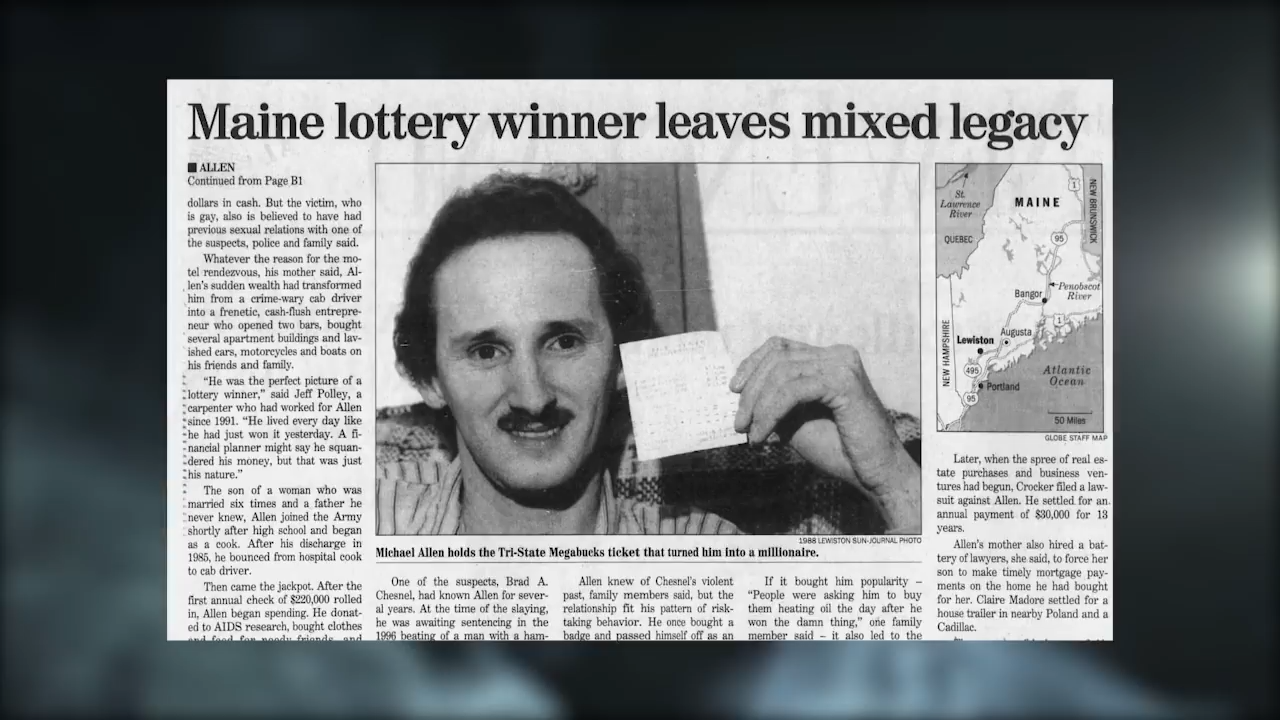 Maine lottery winner leaves mixed legacy
■ ALLEN
Continued from Page B1
dollars in cash. But the victim, who
is gay, also is believed to have had
previous sexual relations with one of
the suspects, police and family said.
Whatever the reason for the mo-
tel rendezvous, his mother said, Al-
len's sudden wealth had transformed
him from a crime-wary cab driver
into a frenetic, cash-flush entrepre-
neur who opened two bars, bought
several apartment buildings and lav-
ished cars, motorcycles and boats on
his friends and family.
"He was the perfect picture of a
lottery winner," said Jeff Polley, a
carpenter who had worked for Allen
since 1991. "He lived every day like
he had just won it yesterday. A fi-
nancial planner might say he squan-
dered his money, but that was just
his nature."
The son of a woman who was
married six times and a father he
never knew, Allen joined the Army
shortly after high school and began
as a cook. After his discharge in
1985, he bounced from hospital cook
to cab driver.
Then came the jackpot. After the
first annual check of $220,000 rolled
in, Allen began spending. He donat-
ed to AIDS research, bought clothes
and food for needy friends, and
1988 LEWISTON SUN-JOURNAL PHOTO
Michael Allen holds the Tri-State Megabucks ticket that turned him into a millionaire.
One of the suspects, Brad A.
Chesnel, had known Allen for sever-
al years. At the time of the slaying,
he was awaiting sentencing in the
1996 beating of a man with a ham-
Allen knew of Chesnel's violent
past, family members said, but the
relationship fit his pattern of risk-
taking behavior. He once bought a
badge and passed himself off as an
If it bought him popularity –
"People were asking him to buy
them heating oil the day after he
won the damn thing," one family
member said – it also led to the
St.
Lawrence
River
MAINE
1
NEW BRUNSWICK
QUEBEC
95
Bangor
Penobscot
River
1
Augusta
Lewiston
NEW HAMPSHIRE
495
Portland
95
Atlantic
Ocean
50 Miles
GLOBE STAFF MAP
Later, when the spree of real es-
tate purchases and business ven-
tures had begun, Crocker filed a law-
suit against Allen. He settled for an
annual payment of $30,000 for 13
years.
Allen's mother also hired a bat-
tery of lawyers, she said, to force her
son to make timely mortgage pay-
ments on the home he had bought
for her. Claire Madore settled for a
house trailer in nearby Poland and a
Cadillac.